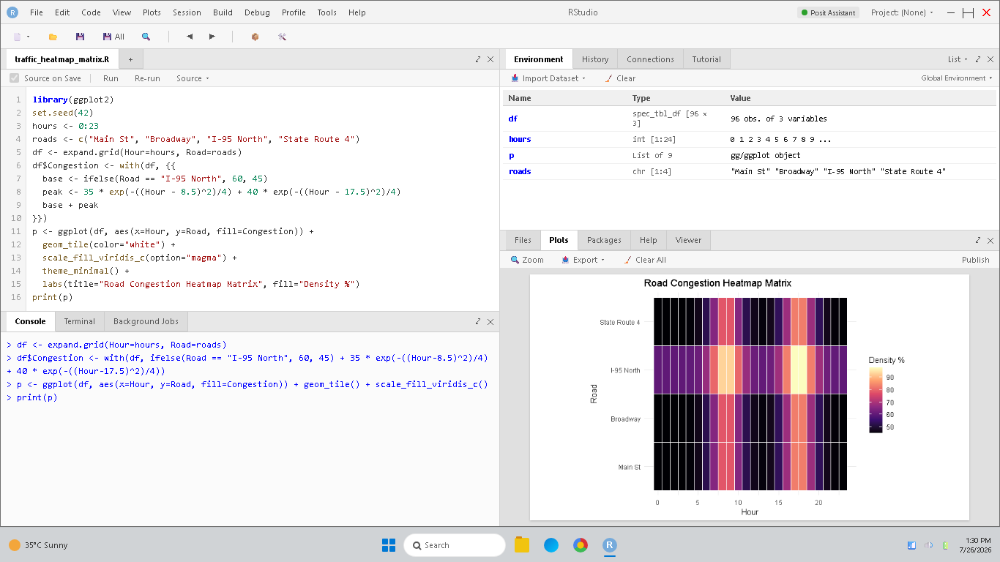 R File Edit Code View Plots Session Build Debug Profile Tools Help RStudio Posit Assistant Project: (None)
All
traffic_heatmap_matrix.R +
Source on Save Run Re-run Source
1 library(ggplot2)
2 set.seed(42)
3 hours <- 0:23
4 roads <- c("Main St", "Broadway", "I-95 North", "State Route 4")
5 df <- expand.grid(Hour=hours, Road=roads)
6 df$Congestion <- with(df, {{
7 base <- ifelse(Road == "I-95 North", 60, 45)
8 peak <- 35 * exp(-((Hour - 8.5)^2)/4) + 40 * exp(-((Hour - 17.5)^2)/4)
9 base + peak
10 }})
11 p <- ggplot(df, aes(x=Hour, y=Road, fill=Congestion)) +
12 geom_tile(color="white") +
13 scale_fill_viridis_c(option="magma") +
14 theme_minimal() +
15 labs(title="Road Congestion Heatmap Matrix", fill="Density %")
16 print(p)
Console Terminal Background Jobs
> df <- expand.grid(Hour=hours, Road=roads)
> df$Congestion <- with(df, ifelse(Road == "I-95 North", 60, 45) + 35 * exp(-((Hour-8.5)^2)/4)
+ 40 * exp(-((Hour-17.5)^2)/4))
> p <- ggplot(df, aes(x=Hour, y=Road, fill=Congestion)) + geom_tile() + scale_fill_viridis_c()
> print(p)
Environment History Connections Tutorial List
Import Dataset Clear Global Environment
Name Type Value
df spec_tbl_df [96 × 3] 96 obs. of 3 variables
hours int [1:24] 0 1 2 3 4 5 6 7 8 9 ...
p List of 9 gg/ggplot object
roads chr [1:4] "Main St" "Broadway" "I-95 North" "State Route 4"
Files Plots Packages Help Viewer
Zoom Export Clear All Publish
Road Congestion Heatmap Matrix
State Route 4
I-95 North
Broadway
Main St
Road
0 5 10 15 20
Hour
Density %
90
80
70
60
50
35°C Sunny
Search
R
1:30 PM
7/26/2026